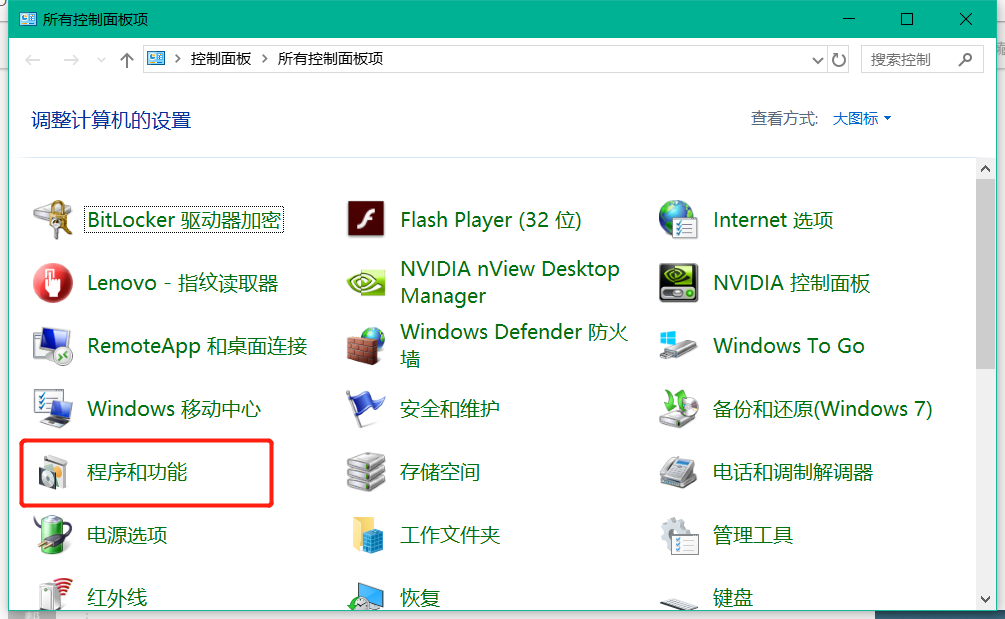 所有控制面板项
控制面板 > 所有控制面板项
搜索控制
调整计算机的设置
查看方式: 大图标
BitLocker 驱动器加密
Flash Player (32 位)
Internet 选项
Lenovo - 指纹读取器
NVIDIA nView Desktop
Manager
NVIDIA 控制面板
RemoteApp 和桌面连接
Windows Defender 防火
墙
Windows To Go
Windows 移动中心
安全和维护
备份和还原(Windows 7)
程序和功能
存储空间
电话和调制解调器
电源选项
工作文件夹
管理工具
红外线
恢复
键盘